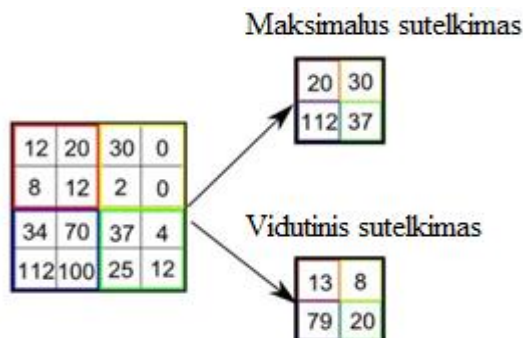 Maksimalus sutelkimas
20 30
112 37
12 20 30 0
8 12 2 0
34 70 37 4
112 100 25 12
Vidutinis sutelkimas
13 8
79 20